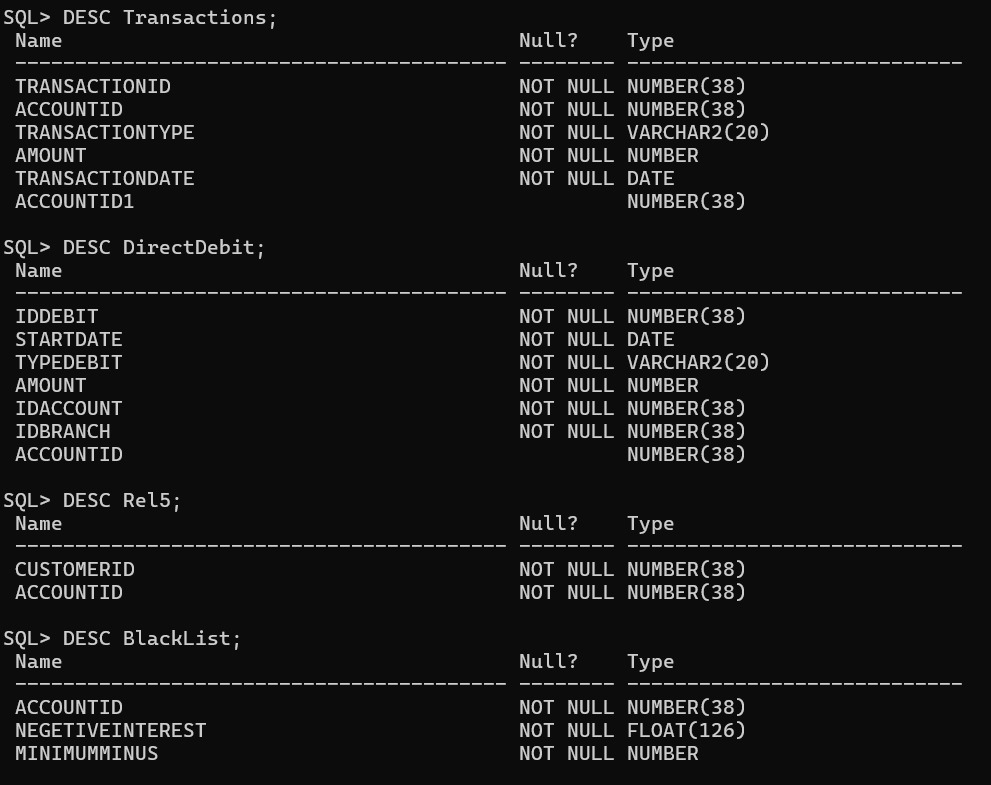 SQL> DESC Transactions;
 Name                                      Null?    Type
 ----------------------------------------- -------- ----------------------------
 TRANSACTIONID                             NOT NULL NUMBER(38)
 ACCOUNTID                                 NOT NULL NUMBER(38)
 TRANSACTIONTYPE                           NOT NULL VARCHAR2(20)
 AMOUNT                                    NOT NULL NUMBER
 TRANSACTIONDATE                           NOT NULL DATE
 ACCOUNTID1                                         NUMBER(38)

SQL> DESC DirectDebit;
 Name                                      Null?    Type
 ----------------------------------------- -------- ----------------------------
 IDDEBIT                                   NOT NULL NUMBER(38)
 STARTDATE                                 NOT NULL DATE
 TYPEDEBIT                                 NOT NULL VARCHAR2(20)
 AMOUNT                                    NOT NULL NUMBER
 IDACCOUNT                                 NOT NULL NUMBER(38)
 IDBRANCH                                  NOT NULL NUMBER(38)
 ACCOUNTID                                          NUMBER(38)

SQL> DESC Rel5;
 Name                                      Null?    Type
 ----------------------------------------- -------- ----------------------------
 CUSTOMERID                                NOT NULL NUMBER(38)
 ACCOUNTID                                 NOT NULL NUMBER(38)

SQL> DESC BlackList;
 Name                                      Null?    Type
 ----------------------------------------- -------- ----------------------------
 ACCOUNTID                                 NOT NULL NUMBER(38)
 NEGETIVEINTEREST                          NOT NULL FLOAT(126)
 MINIMUMMINUS                              NOT NULL NUMBER